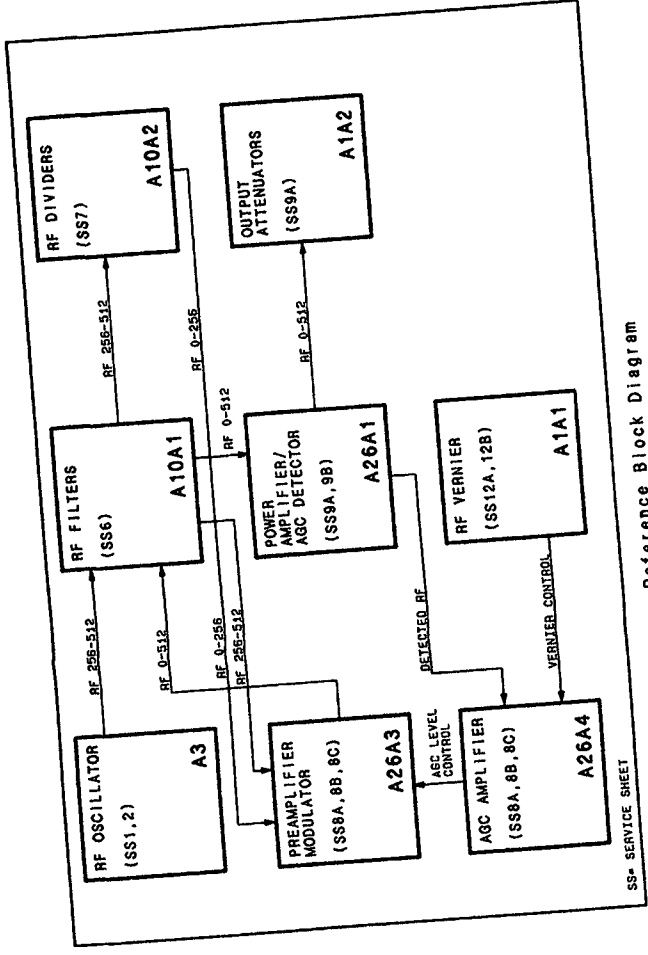 RF OSCILLATOR
(SS1,2)
A3
RF 256-512
RF 0-512
RF FILTERS
(SS6)
A10A1
RF 256-512
RF DIVIDERS
(SS7)
A10A2
RF 0-256
RF 0-256
RF 256-512
RF 0-512
PREAMPLIFIER
MODULATOR
(SS8A,8B,8C)
A26A3
POWER
AMPLIFIER/
AGC DETECTOR
(SS9A,9B)
A26A1
RF 0-512
OUTPUT
ATTENUATORS
(SS9A)
A1A2
AGC LEVEL
CONTROL
DETECTED RF
AGC AMPLIFIER
(SS8A,8B,8C)
A26A4
VERNIER CONTROL
RF VERNIER
(SS12A,12B)
A1A1
SS= SERVICE SHEET
Reference Block Diagram